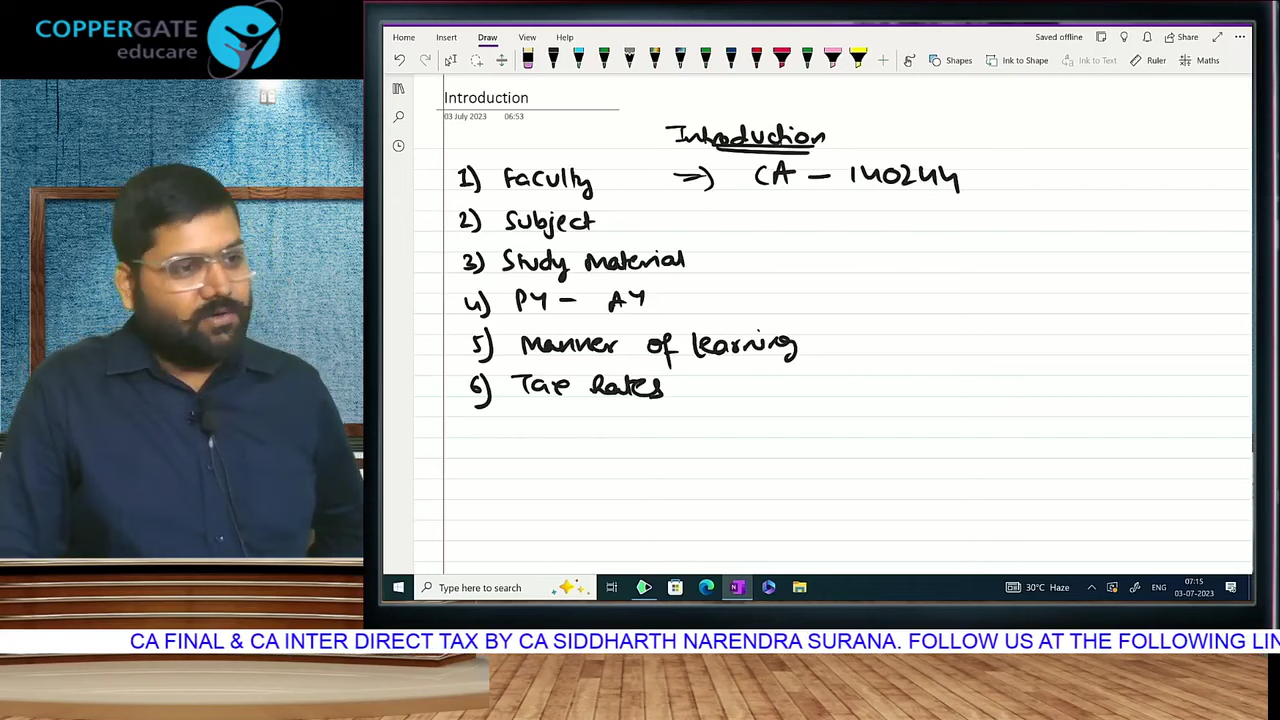 COPPERGATE
educare
Home Insert Draw View Help
Saved offline
Share
Shapes Ink to Shape Ink to Text Ruler Maths
Introduction
03 July 2023 06:53
Introduction
1) Faculty => CA - 140244
2) Subject
3) Study Material
4) PY - AY
5) Manner of learning
6) Tax Rates
Type here to search
30°C Haze
ENG
07:15
03-07-2023
CA FINAL & CA INTER DIRECT TAX BY CA SIDDHARTH NARENDRA SURANA. FOLLOW US AT THE FOLLOWING LIN